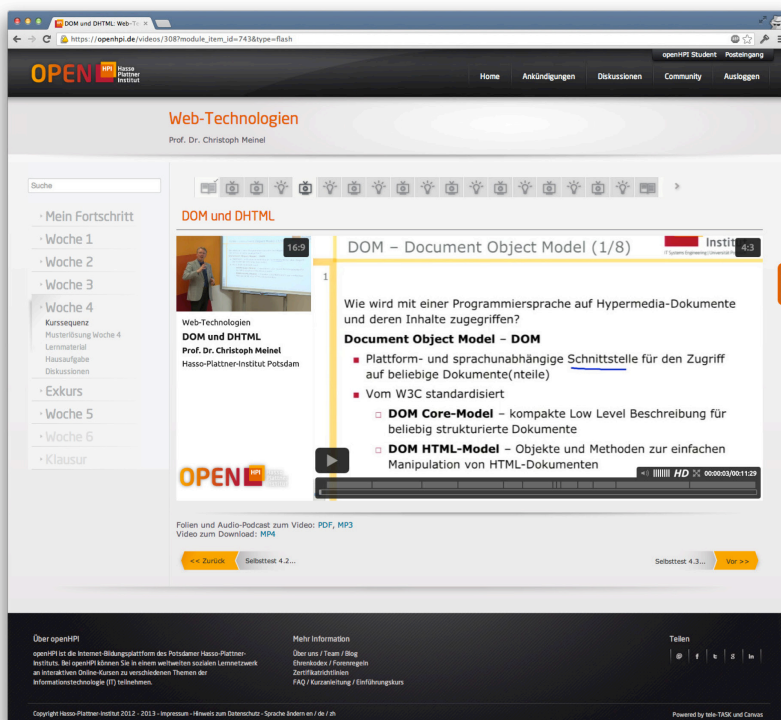 DOM und DHTML: Web-Te
https://openhpi.de/videos/308?module_item_id=743&type=flash
openHPI Student Posteingang
OPEN HPI Hasso
Plattner
Institut
Home Ankündigungen Diskussionen Community Ausloggen
Web-Technologien
Prof. Dr. Christoph Meinel
Suche
Mein Fortschritt
Woche 1
Woche 2
Woche 3
Woche 4
Kurssequenz
Musterlösung Woche 4
Lernmaterial
Hausaufgabe
Diskussionen
Exkurs
Woche 5
Woche 6
Klausur
DOM und DHTML
16:9
Web-Technologien
DOM und DHTML
Prof. Dr. Christoph Meinel
Hasso-Plattner-Institut Potsdam
OPEN HPI
DOM – Document Object Model (1/8)
Instit 4:3
1
Wie wird mit einer Programmiersprache auf Hypermedia-Dokumente
und deren Inhalte zugegriffen?
Document Object Model – DOM
Plattform- und sprachunabhängige Schnittstelle für den Zugriff
auf beliebige Dokumente(nteile)
Vom W3C standardisiert
DOM Core-Model – kompakte Low Level Beschreibung für
beliebig strukturierte Dokumente
DOM HTML-Model – Objekte und Methoden zur einfachen
Manipulation von HTML-Dokumenten
HD 00:00:03/00:11:29
Folien und Audio-Podcast zum Video: PDF, MP3
Video zum Download: MP4
<< Zurück Selbsttest 4.2... Selbsttest 4.3... Vor >>
Über openHPI
openHPI ist die Internet-Bildungsplattform des Potsdamer Hasso-Plattner-
Instituts. Bei openHPI können Sie in einem weltweiten sozialen Lernnetzwerk
an interaktiven Online-Kursen zu verschiedenen Themen der
Informationstechnologie (IT) teilnehmen.
Mehr Information
Über uns / Team / Blog
Ehrenkodex / Forenregeln
Zertifikatrichtlinien
FAQ / Kurzanleitung / Einführungskurs
Teilen
@ f t g in
Copyright Hasso-Plattner-Institut 2012 - 2013 - Impressum - Hinweis zum Datenschutz - Sprache ändern en / de / zh
Powered by tele-TASK und Canvas